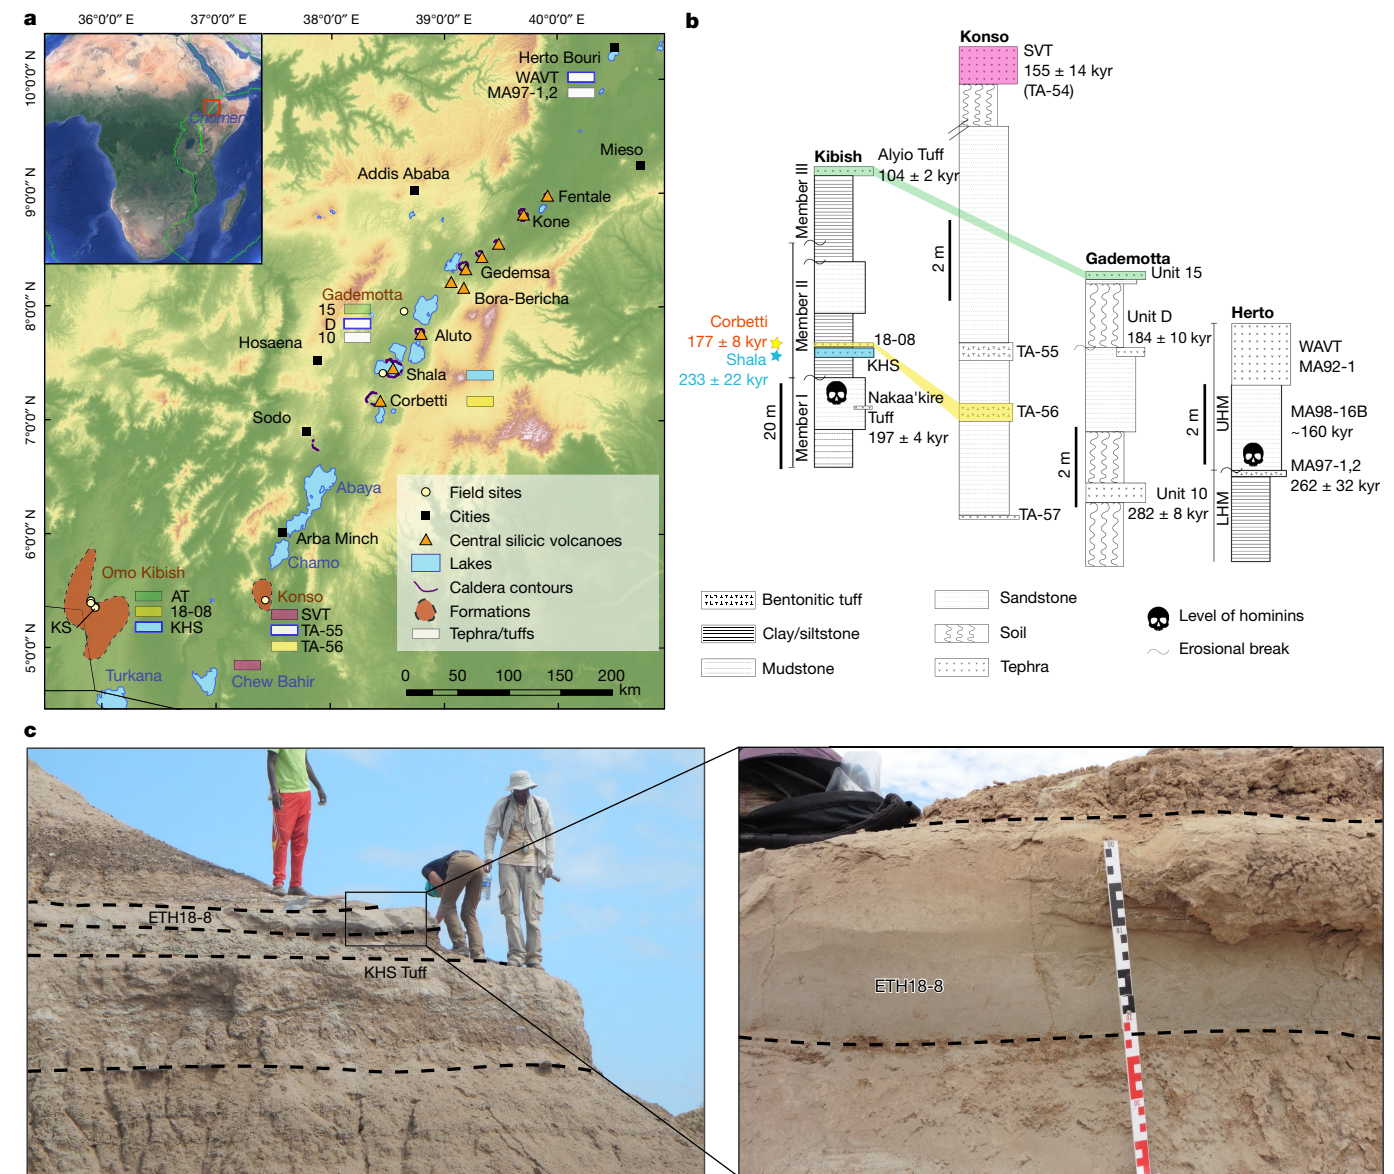 a
36°0′0″ E
37°0′0″ E
38°0′0″ E
39°0′0″ E
40°0′0″ E
10°0′0″ N
9°0′0″ N
8°0′0″ N
7°0′0″ N
6°0′0″ N
5°0′0″ N
Chomen
Herto Bouri
WAVT
MA97-1,2
Mieso
Addis Ababa
Fentale
Kone
Gedemsa
Bora-Bericha
Gademotta
15
D
10
Aluto
Hosaena
Shala
Corbetti
Sodo
Abaya
Arba Minch
Chamo
Omo Kibish
AT
18-08
KHS
KS
Konso
SVT
TA-55
TA-56
Turkana
Chew Bahir
Field sites
Cities
Central silicic volcanoes
Lakes
Caldera contours
Formations
Tephra/tuffs
0 50 100 150 200
km
b
Konso
SVT
155 ± 14 kyr
(TA-54)
Kibish
Alyio Tuff
104 ± 2 kyr
Member III
Member II
Member I
2 m
Gademotta
Unit 15
Unit D
184 ± 10 kyr
Herto
WAVT
MA92-1
Corbetti
177 ± 8 kyr
Shala
233 ± 22 kyr
18-08
KHS
TA-55
Nakaa'kire
Tuff
197 ± 4 kyr
TA-56
20 m
2 m
2 m
UHM
LHM
MA98-16B
~160 kyr
MA97-1,2
262 ± 32 kyr
Unit 10
282 ± 8 kyr
TA-57
Bentonitic tuff
Clay/siltstone
Mudstone
Sandstone
Soil
Tephra
Level of hominins
Erosional break
c
ETH18-8
KHS Tuff
ETH18-8